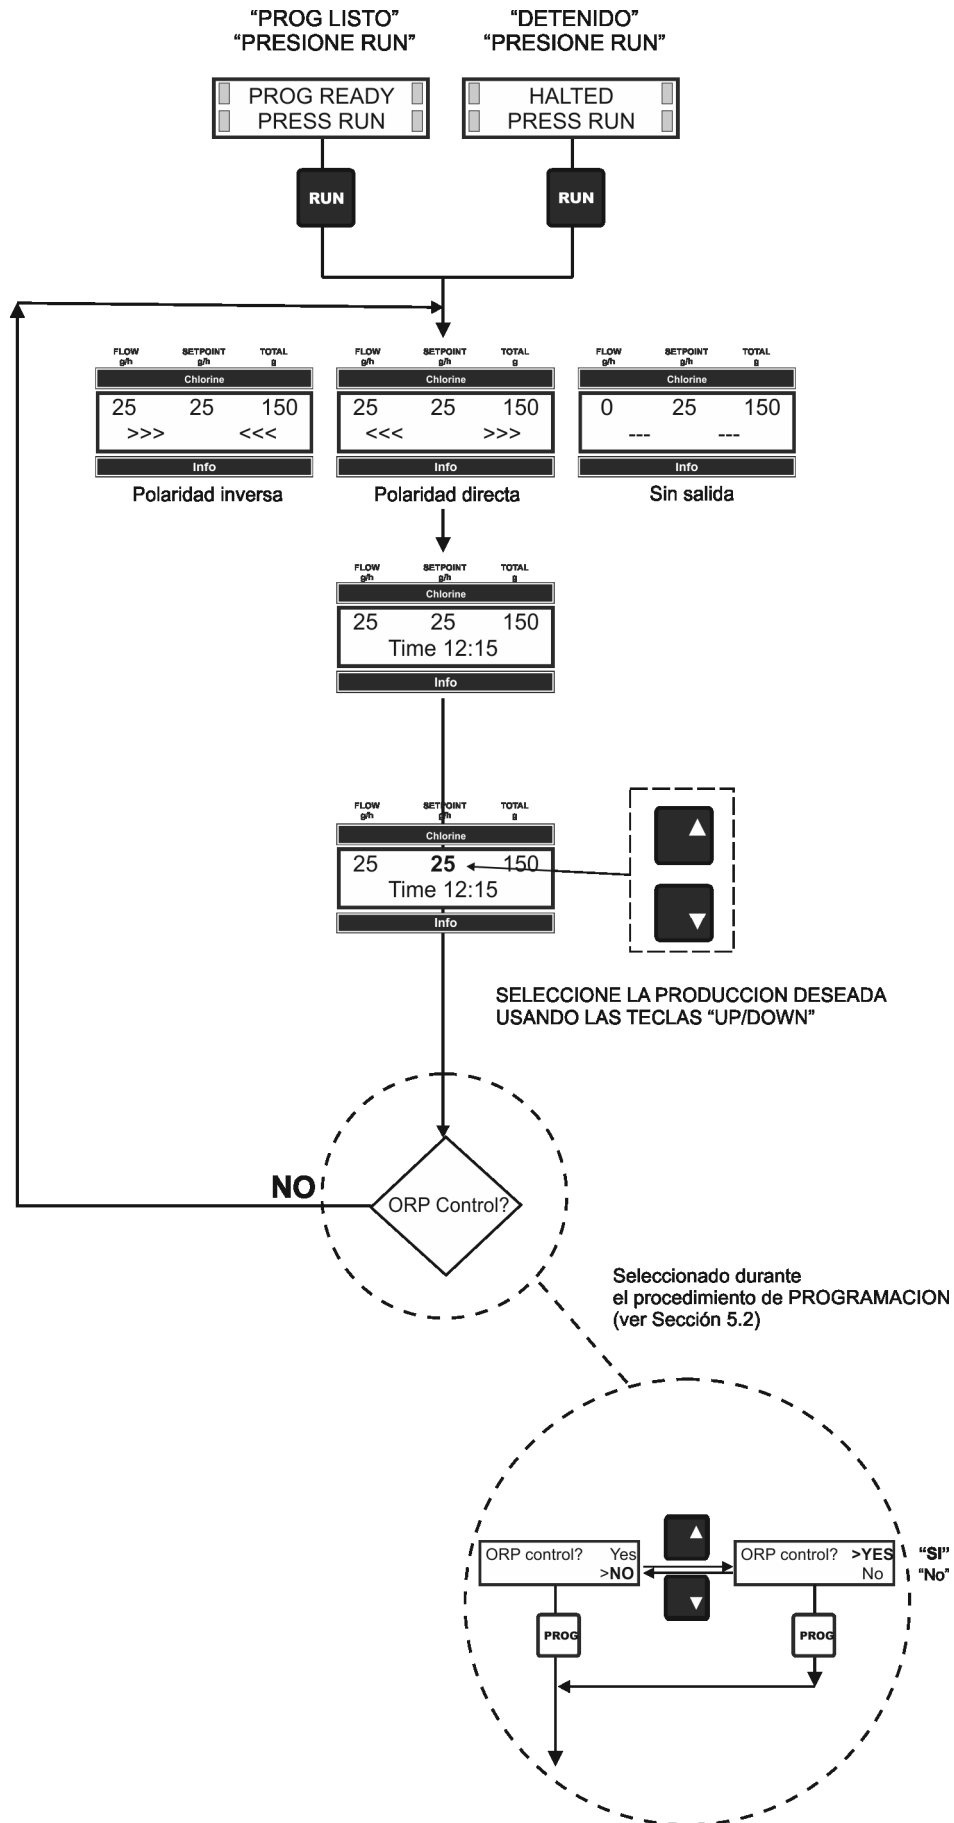 “PROG LISTO”
“PRESIONE RUN”
“DETENIDO”
“PRESIONE RUN”
PROG READY
PRESS RUN
HALTED
PRESS RUN
RUN
RUN
FLOW SETPOINT TOTAL
g/h g/h g
Chlorine
25 25 150
>>> <<<
Info
Polaridad inversa
FLOW SETPOINT TOTAL
g/h g/h g
Chlorine
25 25 150
<<< >>>
Info
Polaridad directa
FLOW SETPOINT TOTAL
g/h g/h g
Chlorine
0 25 150
--- ---
Info
Sin salida
FLOW SETPOINT TOTAL
g/h g/h g
Chlorine
25 25 150
Time 12:15
Info
FLOW SETPOINT TOTAL
g/h g/h g
Chlorine
25 25 150
Time 12:15
Info
SELECCIONE LA PRODUCCION DESEADA
USANDO LAS TECLAS “UP/DOWN”
NO
ORP Control?
Seleccionado durante
el procedimiento de PROGRAMACION
(ver Sección 5.2)
ORP control? Yes
>NO
ORP control? >YES
No
“SI”
“No”
PROG
PROG